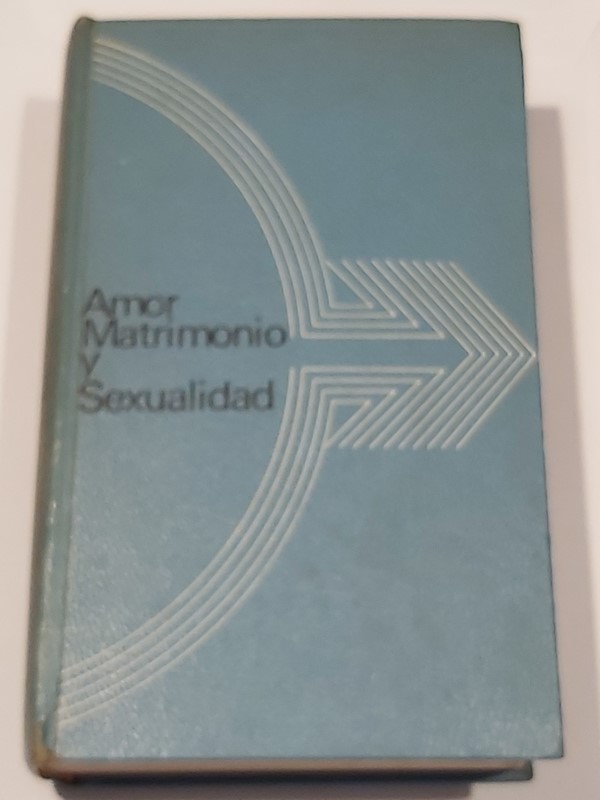 Amor
Matrimonio
y
Sexualidad